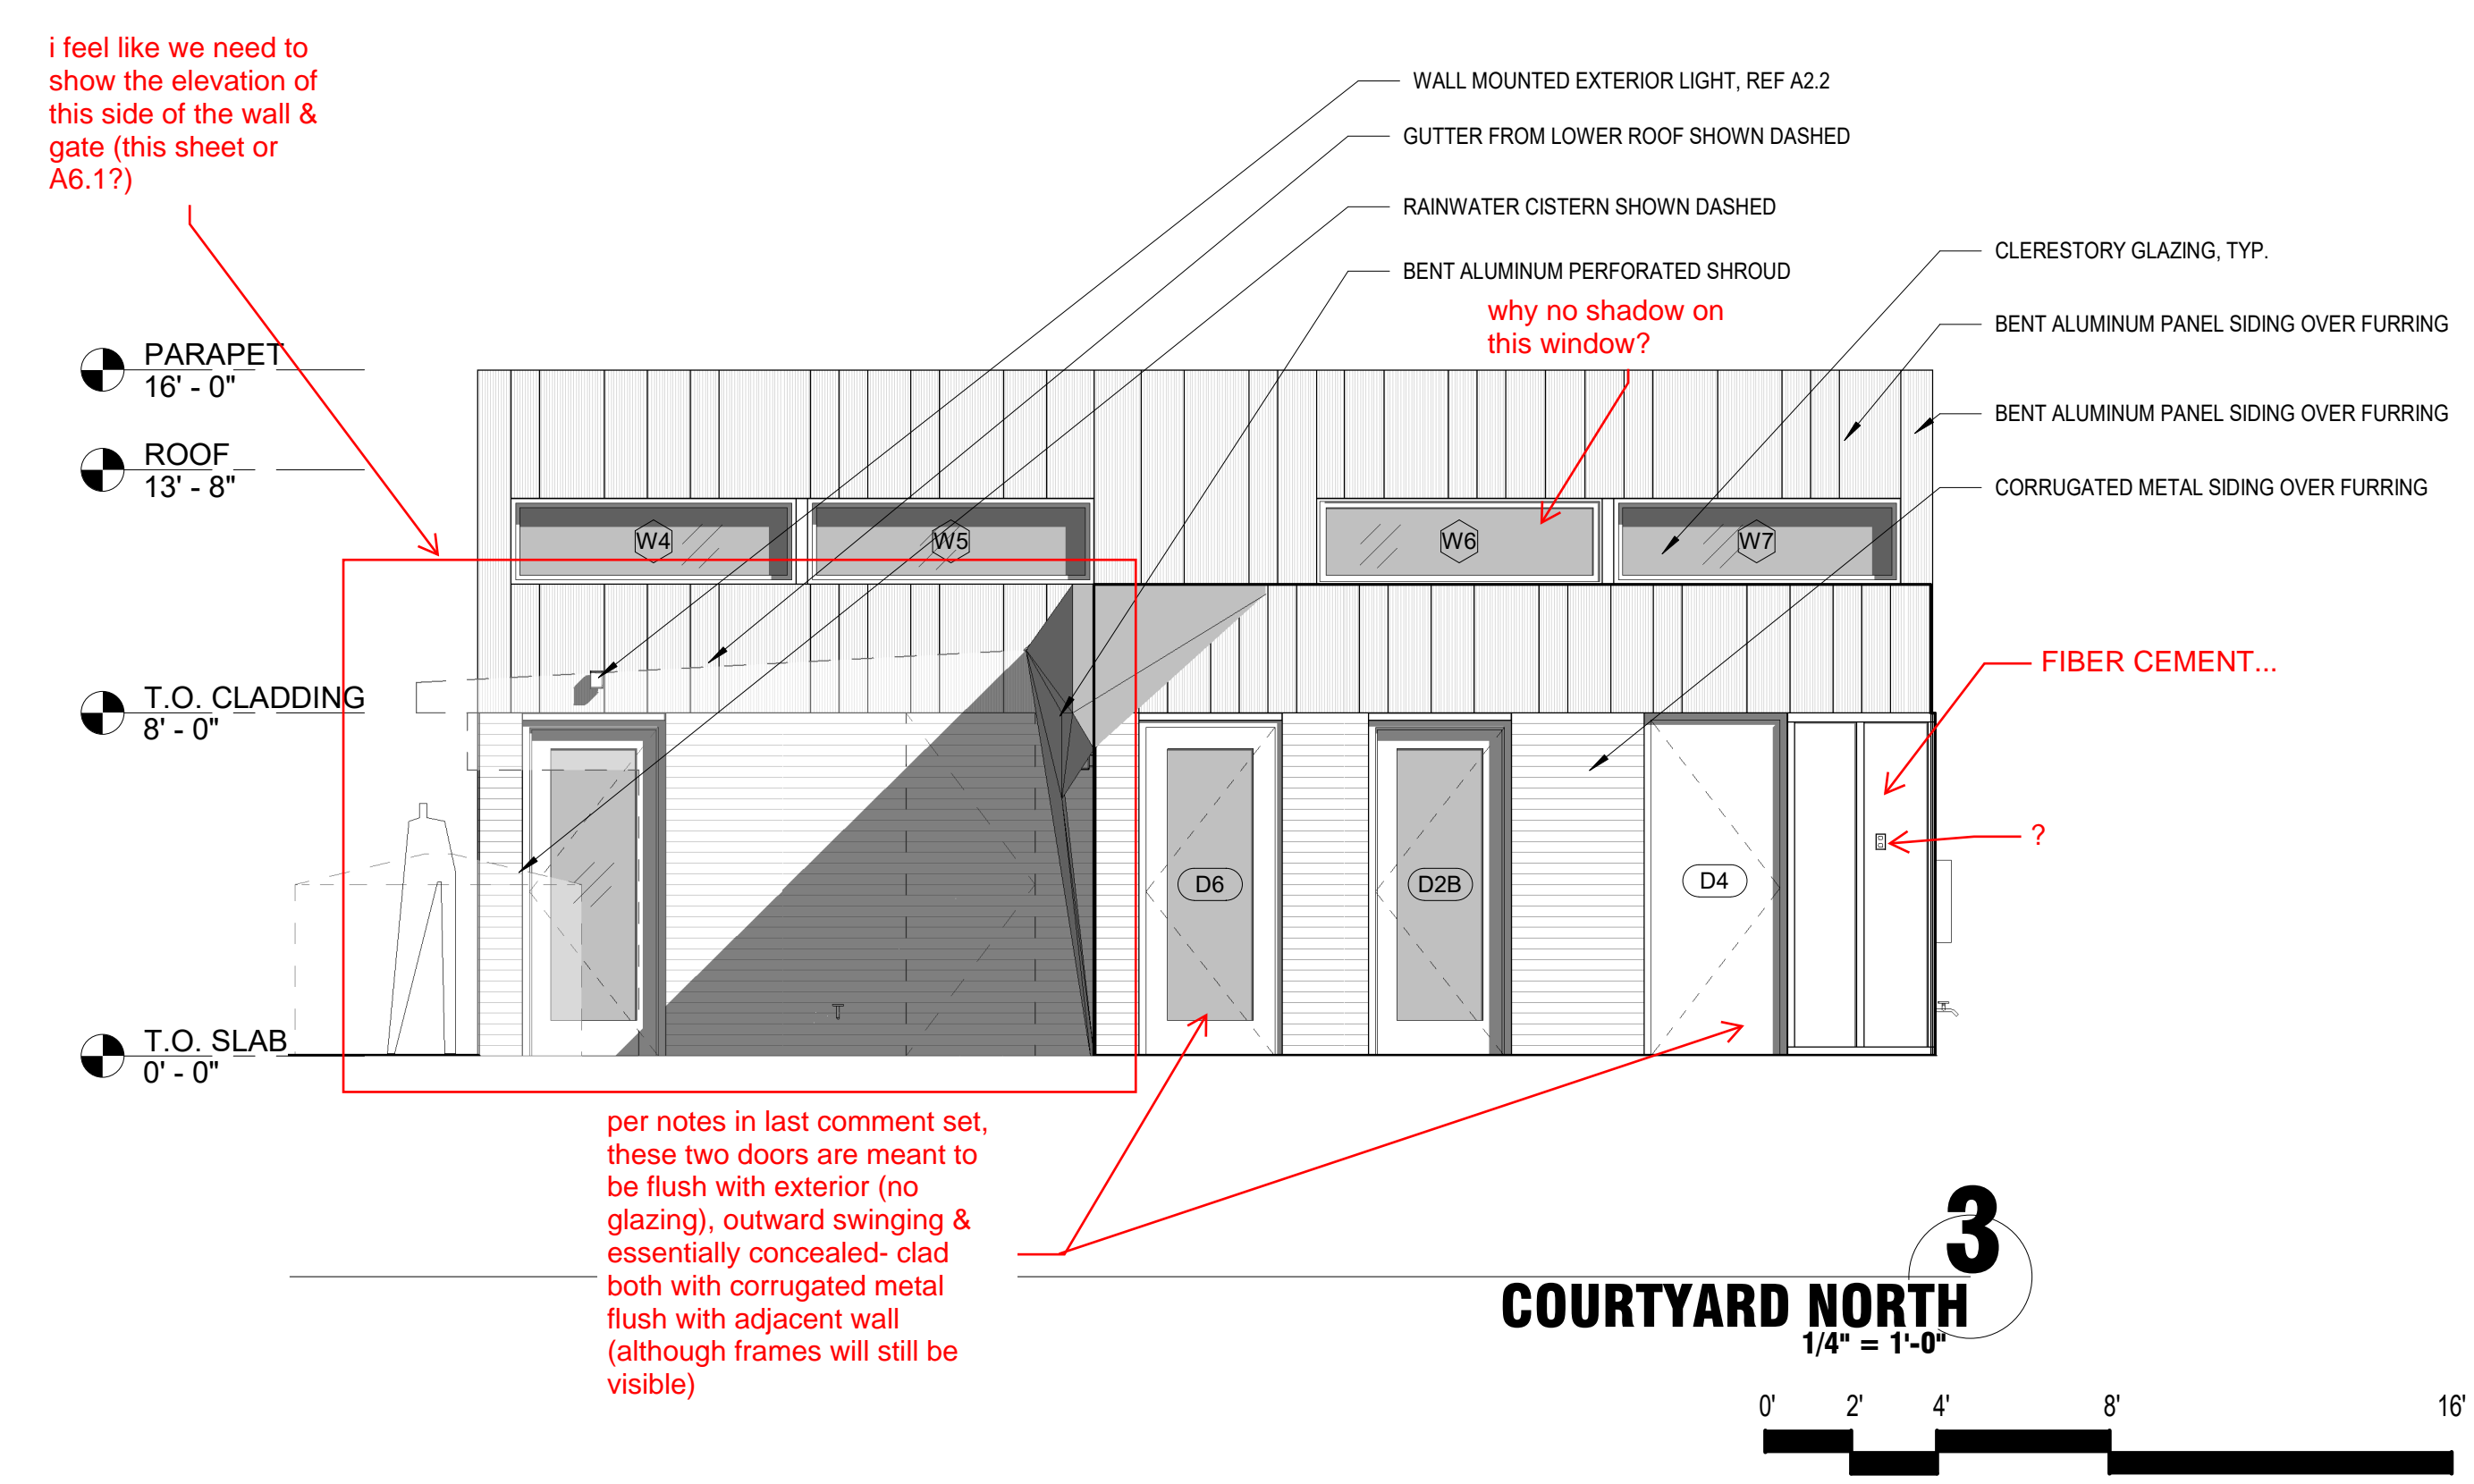 i feel like we need to
show the elevation of
this side of the wall &
gate (this sheet or
A6.1?)
WALL MOUNTED EXTERIOR LIGHT, REF A2.2
GUTTER FROM LOWER ROOF SHOWN DASHED
RAINWATER CISTERN SHOWN DASHED
BENT ALUMINUM PERFORATED SHROUD
why no shadow on
this window?
CLERESTORY GLAZING, TYP.
BENT ALUMINUM PANEL SIDING OVER FURRING
BENT ALUMINUM PANEL SIDING OVER FURRING
CORRUGATED METAL SIDING OVER FURRING
PARAPET
16' - 0"
ROOF
13' - 8"
W4
W5
W6
W7
FIBER CEMENT...
T.O. CLADDING
8' - 0"
?
D6
D2B
D4
T.O. SLAB
0' - 0"
per notes in last comment set,
these two doors are meant to
be flush with exterior (no
glazing), outward swinging &
essentially concealed- clad
both with corrugated metal
flush with adjacent wall
(although frames will still be
visible)
3
COURTYARD NORTH
1/4" = 1'-0"
0' 2' 4' 8' 16'